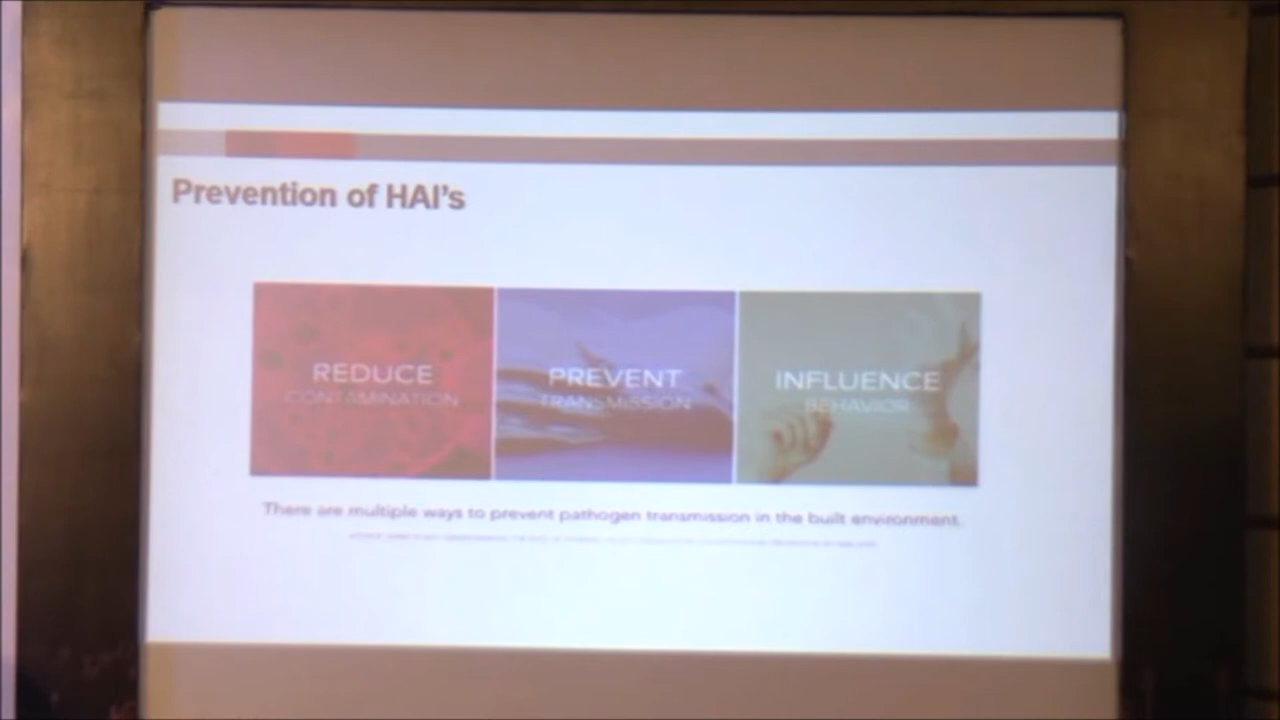 Prevention of HAI's
REDUCE
CONTAMINATION
PREVENT
TRANSMISSION
INFLUENCE
BEHAVIOR
There are multiple ways to prevent pathogen transmission in the built environment.